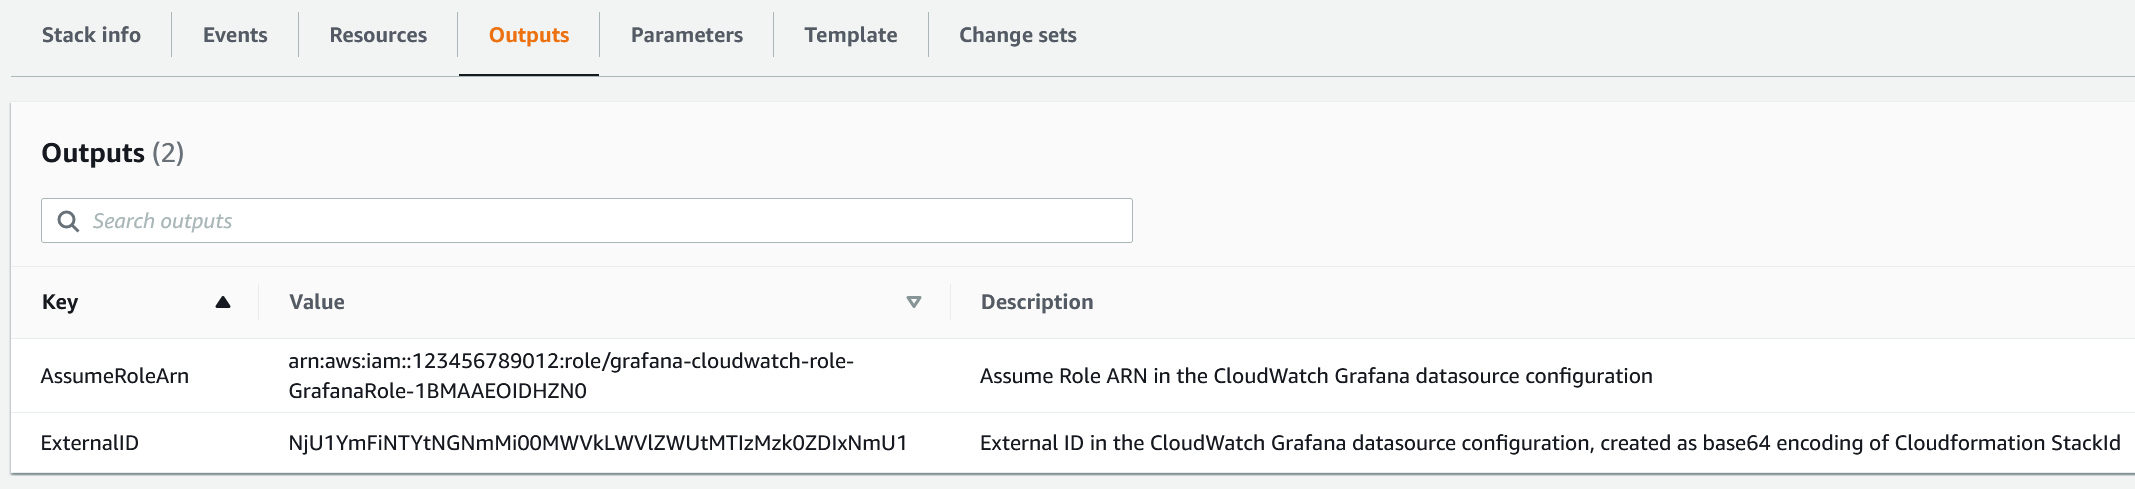 Stack info
Events
Resources
Outputs
Parameters
Template
Change sets
Outputs (2)
Search outputs
Key
Value
Description
AssumeRoleArn
arn:aws:iam::123456789012:role/grafana-cloudwatch-role-
GrafanaRole-1BMAAEOIDHZN0
Assume Role ARN in the CloudWatch Grafana datasource configuration
ExternalID
NjU1YmFiNTYtNGNmMi00MWVkLWVlZWUtMTIzMzk0ZDIxNmU1
External ID in the CloudWatch Grafana datasource configuration, created as base64 encoding of Cloudformation StackId